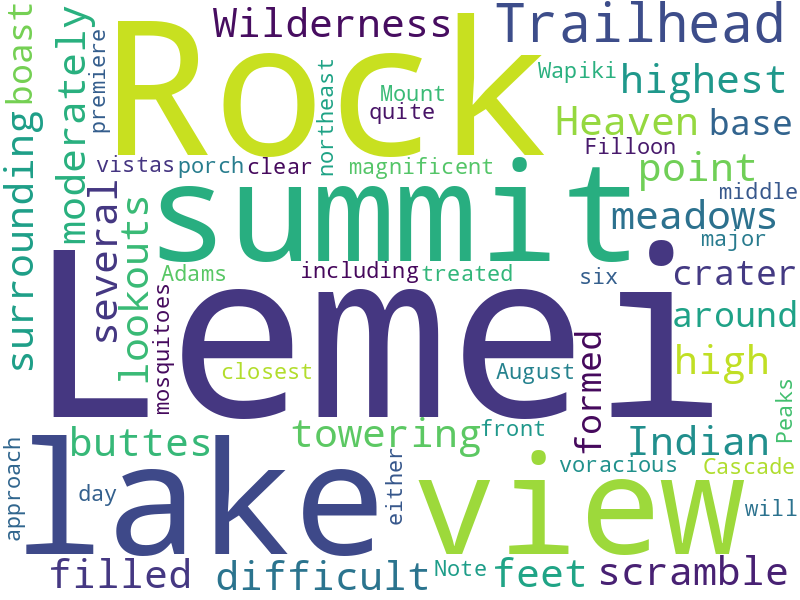 boast
moderately
premiere
Wilderness
Trailhead
Rock
northeast
Mount
quite
Wapiki
highest
Heaven
base
surrounding
vistas
porch
clear
magnificent
Filloon
point
middle
several
lookouts
summit
meadows
major
Adams
including
treated
six
crater
mosquitoes
Lemei
around
closest
August
formed
high
Peaks
approach
buttes
towering
front
Indian
lake
day
either
view
voracious
Cascade
will
filled
difficult
Note
feet
scramble